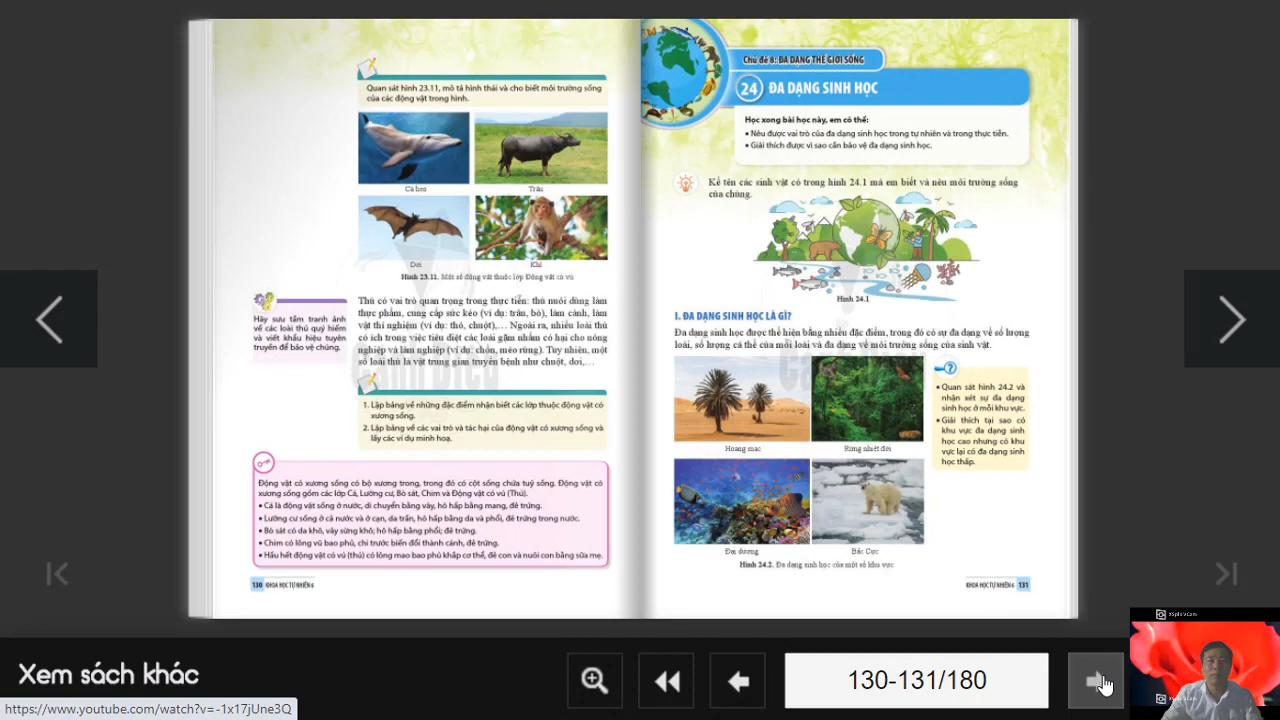 Quan sát hình 23.11, mô tả hình thái và cho biết môi trường sống
của các động vật trong hình.
Cá heo
Trâu
Dơi
Khỉ
Hình 23.11. Một số động vật thuộc lớp Động vật có vú
Hãy sưu tầm tranh ảnh
về các loài thú quý hiếm
và viết khẩu hiệu tuyên
truyền để bảo vệ chúng.
Thú có vai trò quan trọng trong thực tiễn: thú nuôi dùng làm
thực phẩm, cung cấp sức kéo (ví dụ: trâu, bò), làm cảnh, làm
vật thí nghiệm (ví dụ: thỏ, chuột),... Ngoài ra, nhiều loài thú
có ích trong việc tiêu diệt các loài gặm nhấm có hại cho nông
nghiệp và lâm nghiệp (ví dụ: chồn, mèo rừng). Tuy nhiên, một
số loài thú là vật trung gian truyền bệnh như chuột, dơi,...
1. Lập bảng về những đặc điểm nhận biết các lớp thuộc động vật có
xương sống.
2. Lập bảng về các vai trò và tác hại của động vật có xương sống và
lấy các ví dụ minh hoạ.
Động vật có xương sống có bộ xương trong, trong đó có cột sống chứa tuỷ sống. Động vật có
xương sống gồm các lớp Cá, Lưỡng cư, Bò sát, Chim và Động vật có vú (Thú).
• Cá là động vật sống ở nước, di chuyển bằng vây, hô hấp bằng mang, đẻ trứng.
• Lưỡng cư sống ở cả nước và ở cạn, da trần, hô hấp bằng da và phổi, đẻ trứng trong nước.
• Bò sát có da khô, vảy sừng khô; hô hấp bằng phổi; đẻ trứng.
• Chim có lông vũ bao phủ, chi trước biến đổi thành cánh, đẻ trứng.
• Hầu hết động vật có vú (thú) có lông mao bao phủ khắp cơ thể, đẻ con và nuôi con bằng sữa mẹ.
130 KHOA HỌC TỰ NHIÊN 6
Chủ đề 8: ĐA DẠNG THẾ GIỚI SỐNG
24 ĐA DẠNG SINH HỌC
Học xong bài học này, em có thể:
• Nêu được vai trò của đa dạng sinh học trong tự nhiên và trong thực tiễn.
• Giải thích được vì sao cần bảo vệ đa dạng sinh học.
Kể tên các sinh vật có trong hình 24.1 mà em biết và nêu môi trường sống
của chúng.
Hình 24.1
I. ĐA DẠNG SINH HỌC LÀ GÌ?
Đa dạng sinh học được thể hiện bằng nhiều đặc điểm, trong đó có sự đa dạng về số lượng
loài, số lượng cá thể của mỗi loài và đa dạng về môi trường sống của sinh vật.
Hoang mạc
Rừng nhiệt đới
Đại dương
Bắc Cực
Hình 24.2. Đa dạng sinh học của một số khu vực
• Quan sát hình 24.2 và
nhận xét sự đa dạng
sinh học ở mỗi khu vực.
• Giải thích tại sao có
khu vực đa dạng sinh
học cao nhưng có khu
vực lại có đa dạng sinh
học thấp.
KHOA HỌC TỰ NHIÊN 6 131
Xem sách khác
130-131/180
https://www.youtube.com/watch?v=-1x17jUne3Q
XSplit VCam
XSplit VCam